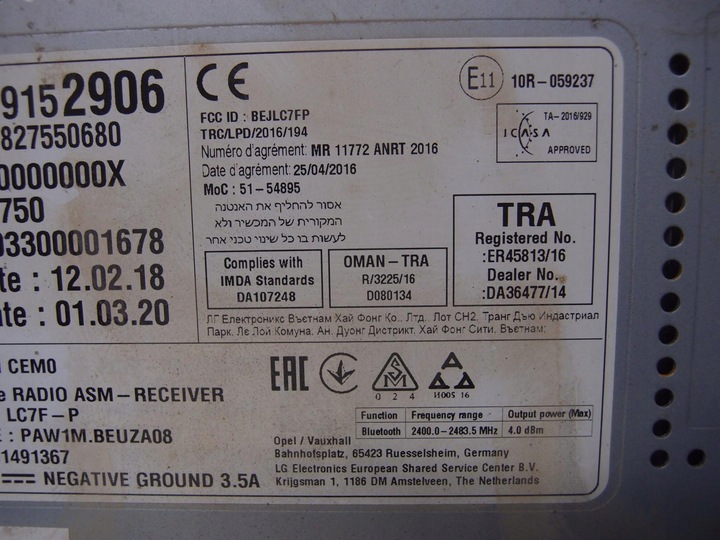 9152906
827550680
0000000X
750
03300001678
te : 12.02.18
ate : 01.03.20
CE
FCC ID : BEJLC7FP
TRC/LPD/2016/194
Numéro d'agrément: MR 11772 ANRT 2016
Date d'agrément: 25/04/2016
MoC : 51-54895
אסור להחליף את האנטנה
המקורית של המכשיר ולא
לעשות בו כל שינוי טכני אחר
E11 10R-059237
TA-2016/929
ICASA
APPROVED
Complies with
IMDA Standards
DA107248
OMAN-TRA
R/3225/16
D080134
TRA
Registered No.
:ER45813/16
Dealer No.
:DA36477/14
ЛГ Електроникс Вьетнам Хай Фонг Ко., Лтд. Лот СН2, Транг Дъю Индастриал
Парк, Ле Лой Комуна, Ан, Дуонг Дистрикт, Хай Фонг Сити, Вьетнам:
CEMO
e RADIO ASM-RECEIVER
LC7F-P
: PAW1M.BEUZA08
1491367
NEGATIVE GROUND 3.5A
EAC
024
И005 16
Function Frequency range Output power (Max)
Bluetooth 2400.0-2483.5 MHz 4.0 dBm
Opel / Vauxhall
Bahnhofsplatz, 65423 Ruesselsheim, Germany
LG Electronics European Shared Service Center B.V.
Krijgsman 1, 1186 DM Amstelveen, The Netherlands